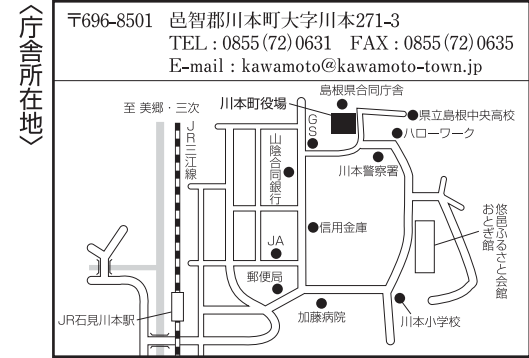 〈庁舎所在地〉
〒696-8501 邑智郡川本町大字川本271-3
TEL：0855(72)0631 FAX：0855(72)0635
E-mail：kawamoto@kawamoto-town.jp
島根県合同庁舎
至 美郷・三次
川本町役場
県立島根中央高校
GS
ハローワーク
JR三江線
山陰合同銀行
川本警察署
悠邑ふるさと会館
おとぎ館
信用金庫
JA
郵便局
JR石見川本駅
加藤病院
川本小学校